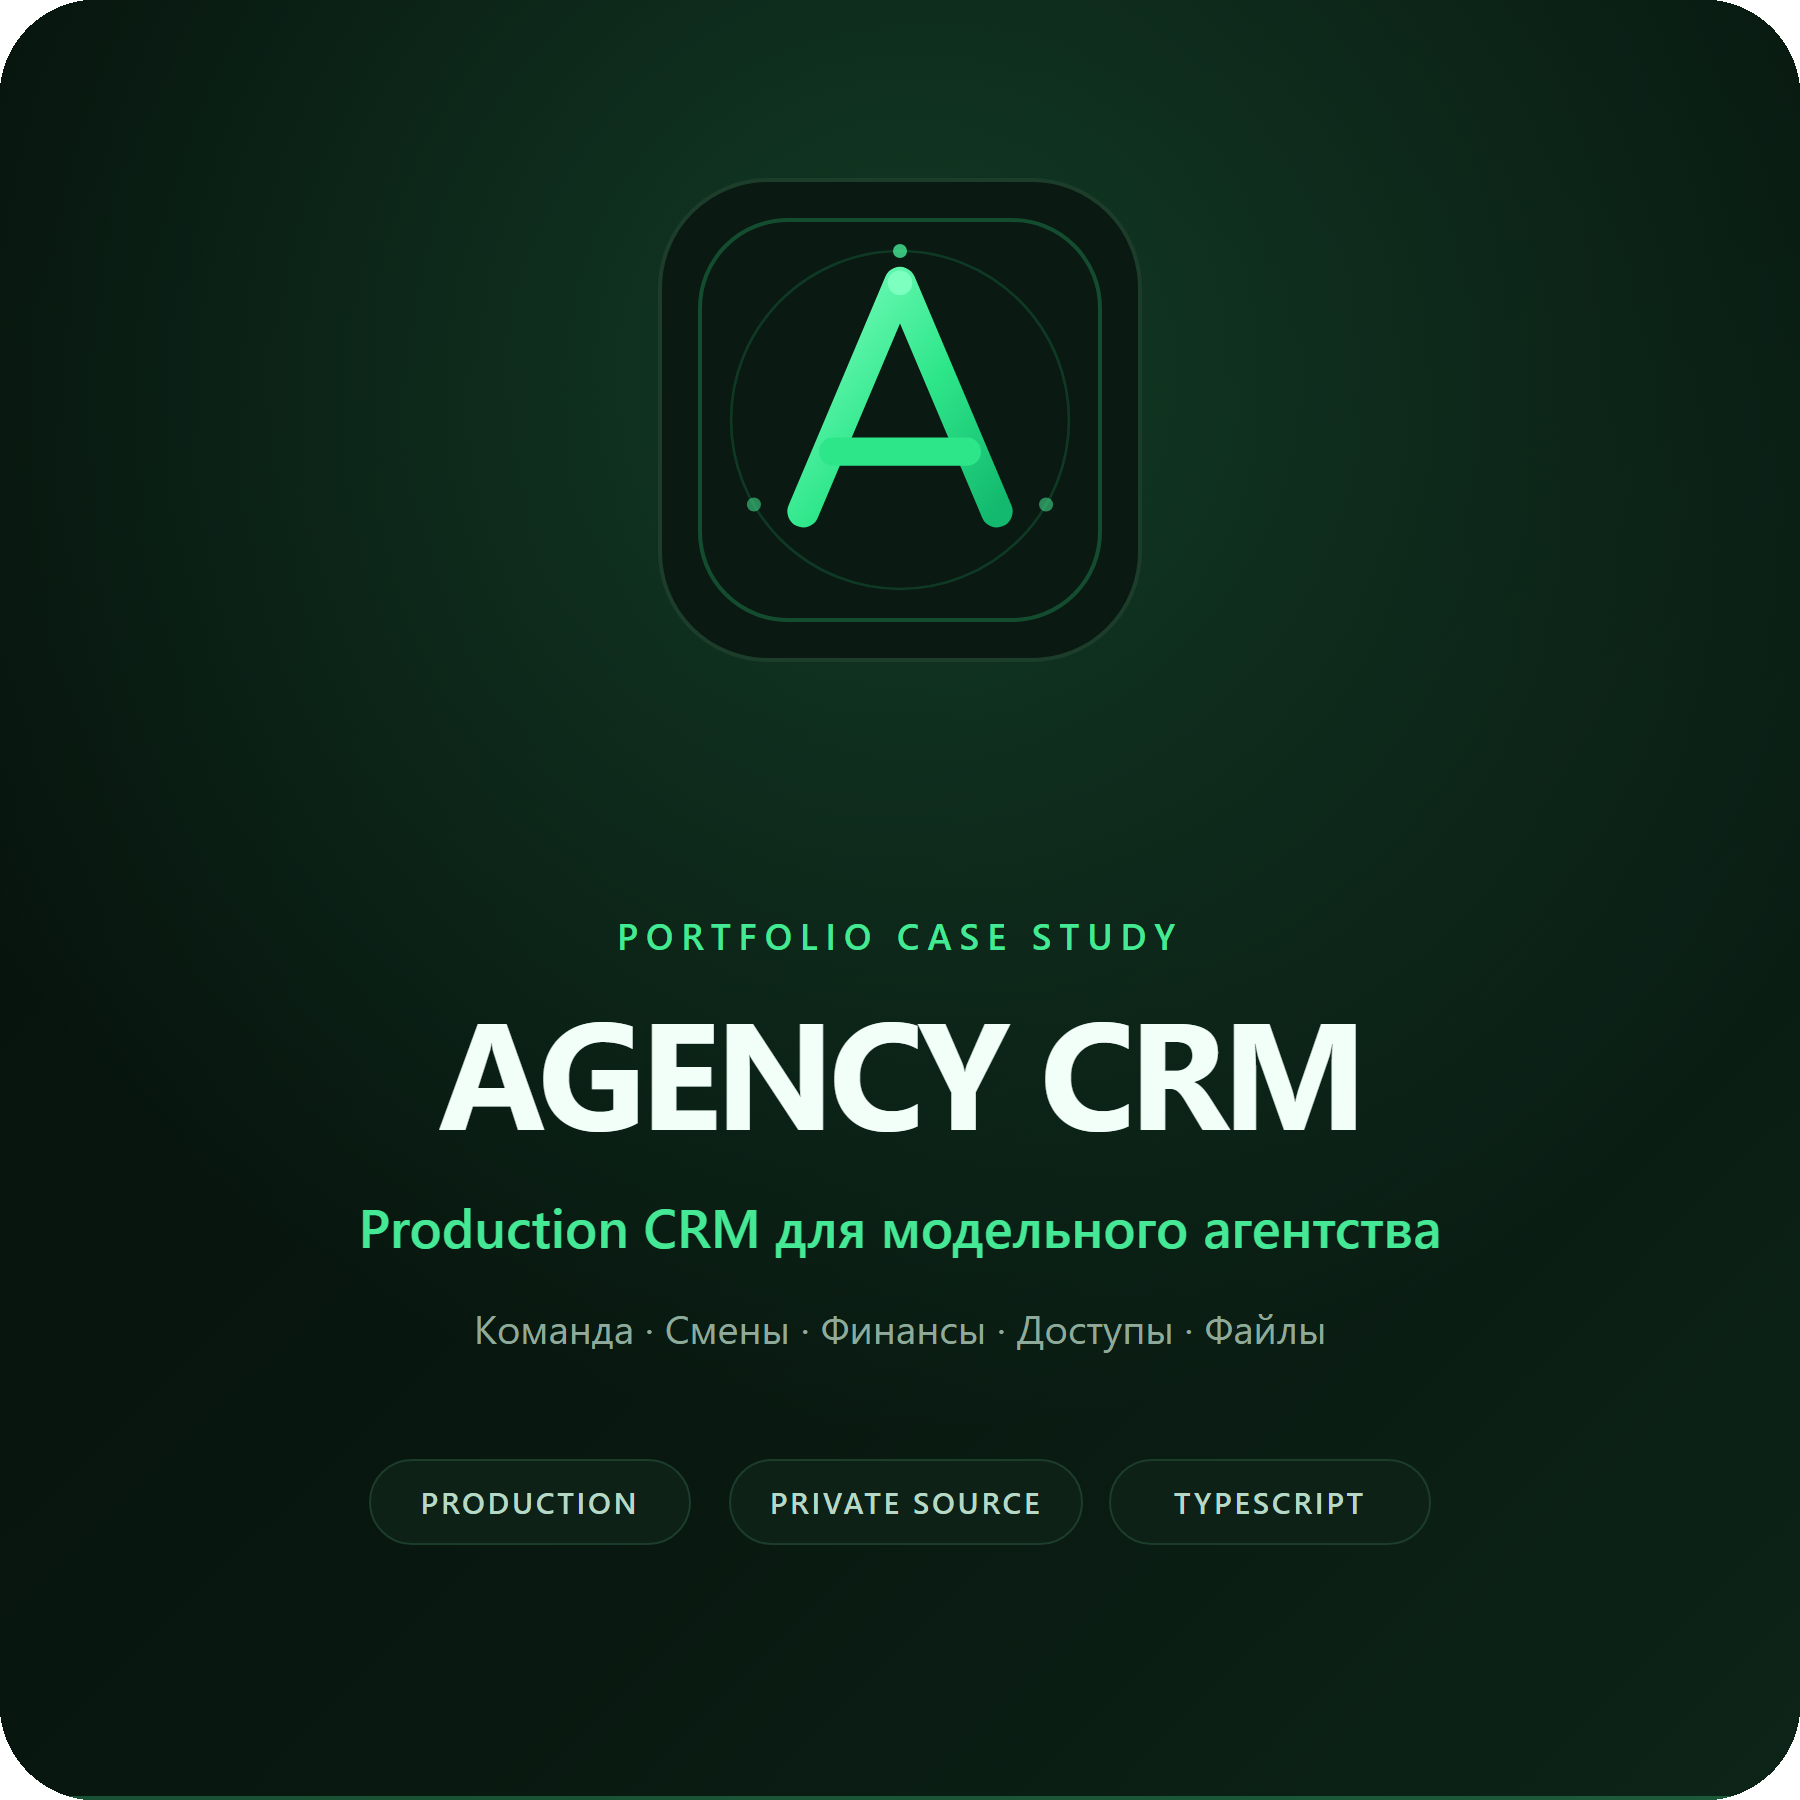 A
PORTFOLIO CASE STUDY
AGENCY CRM
Production CRM для модельного агентства
Команда · Смены · Финансы · Доступы · Файлы
PRODUCTION PRIVATE SOURCE TYPESCRIPT